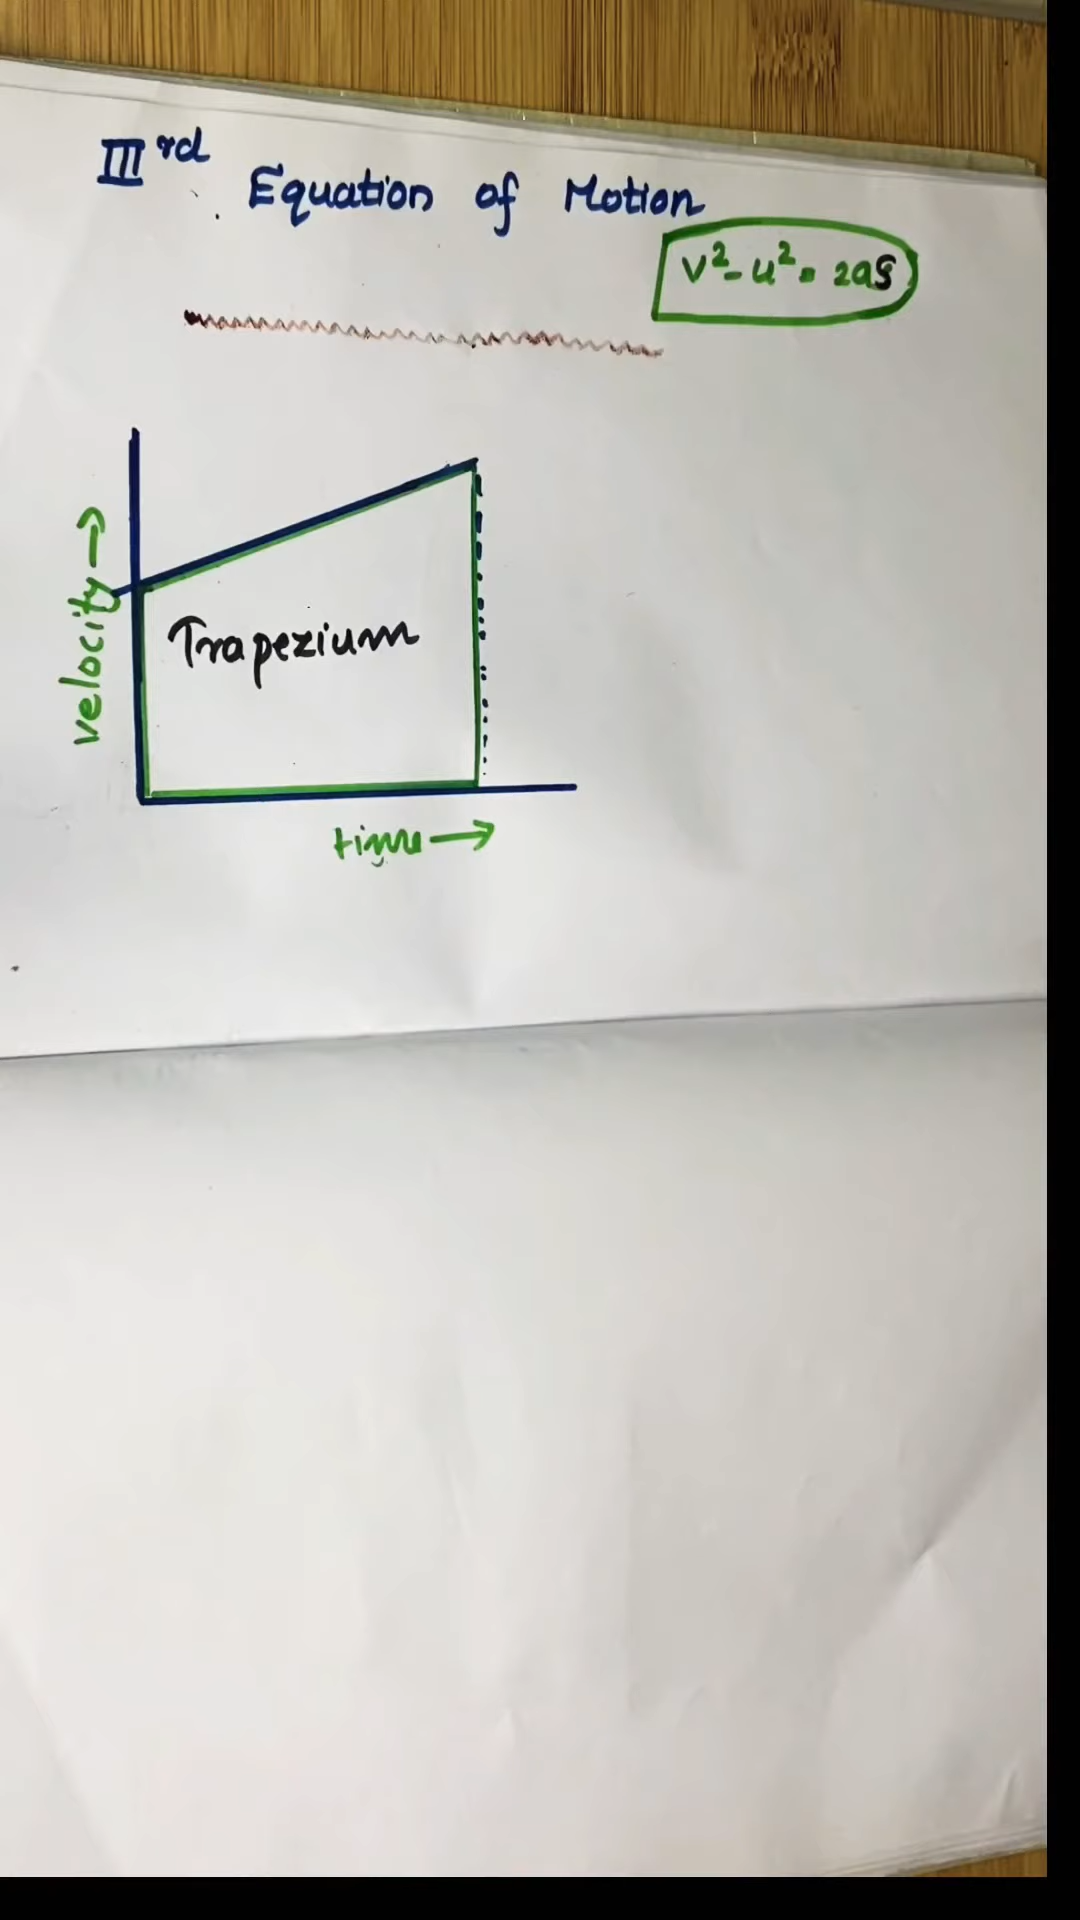 IIIrd Equation of Motion
v²-u² = 2as
velocity →
Trapezium
time →